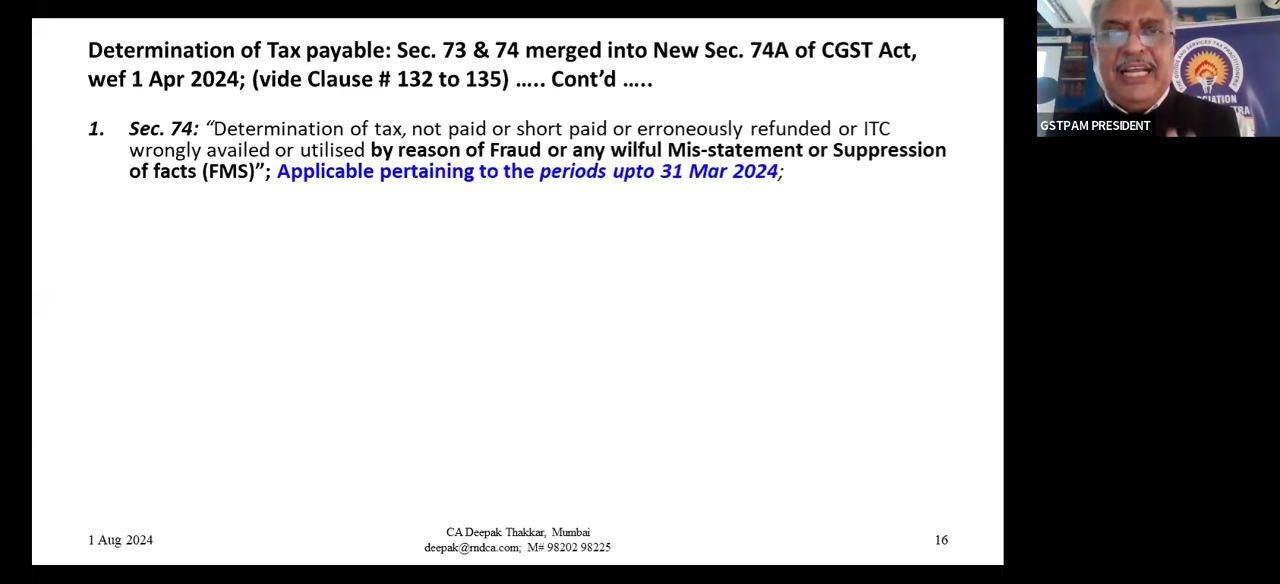 Determination of Tax payable: Sec. 73 & 74 merged into New Sec. 74A of CGST Act,
wef 1 Apr 2024; (vide Clause # 132 to 135) ..... Cont’d .....
1. Sec. 74: “Determination of tax, not paid or short paid or erroneously refunded or ITC
wrongly availed or utilised by reason of Fraud or any wilful Mis-statement or Suppression
of facts (FMS)”; Applicable pertaining to the periods upto 31 Mar 2024;
1 Aug 2024
CA Deepak Thakkar, Mumbai
deepak@rndca.com; M# 98202 98225
16
GSTPAM PRESIDENT